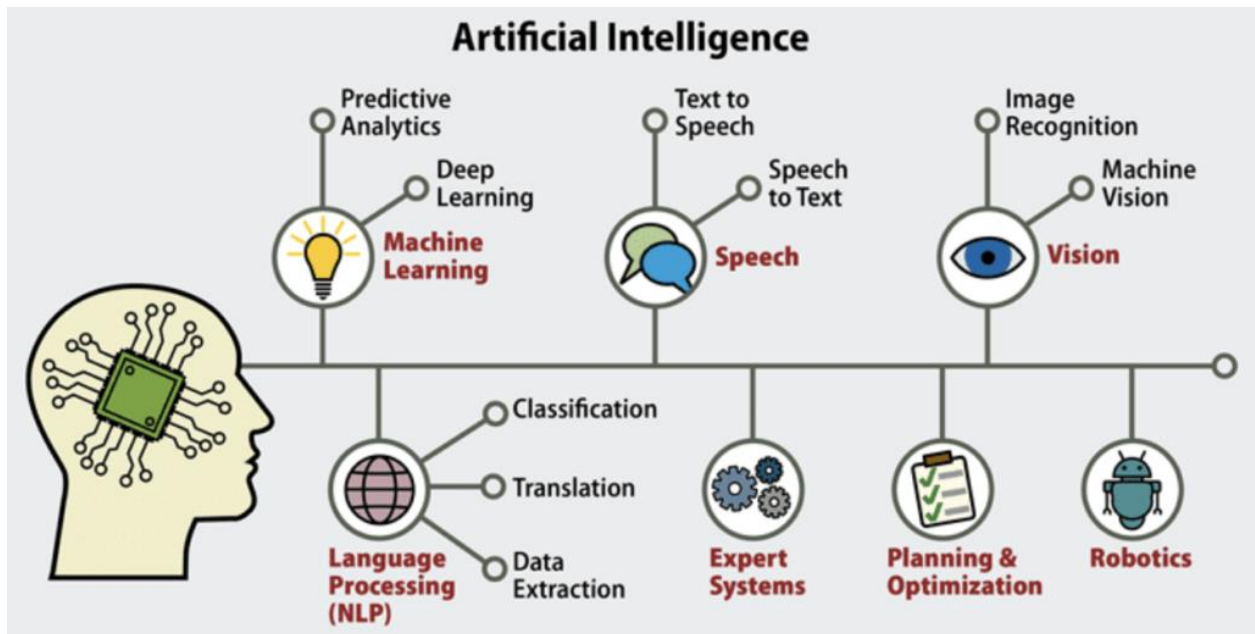 Artificial Intelligence
Predictive
Analytics
Deep
Learning
Machine
Learning
Text to
Speech
Speech
to Text
Speech
Image
Recognition
Machine
Vision
Vision
Classification
Translation
Data
Extraction
Language
Processing
(NLP)
Expert
Systems
Planning &
Optimization
Robotics